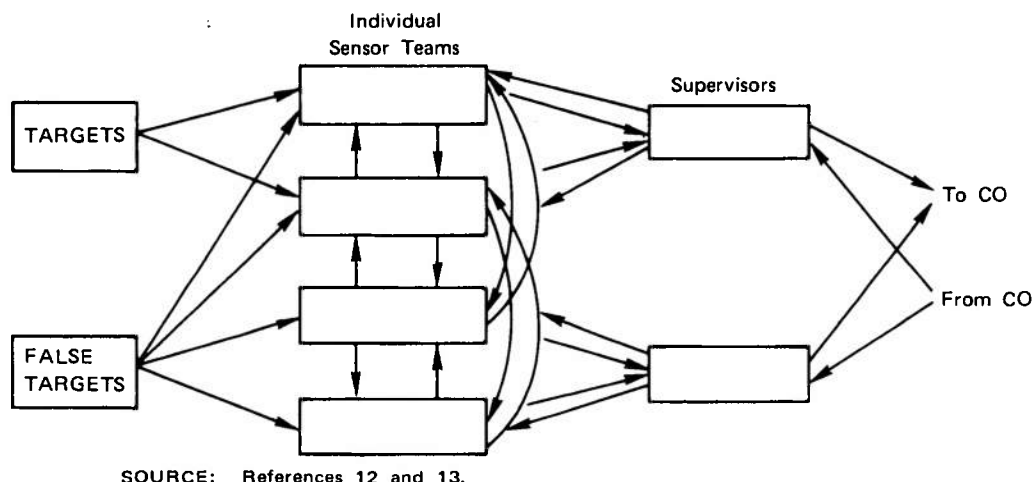 Individual
Sensor Teams
Supervisors
TARGETS
To CO
From CO
FALSE
TARGETS
SOURCE: References 12 and 13.